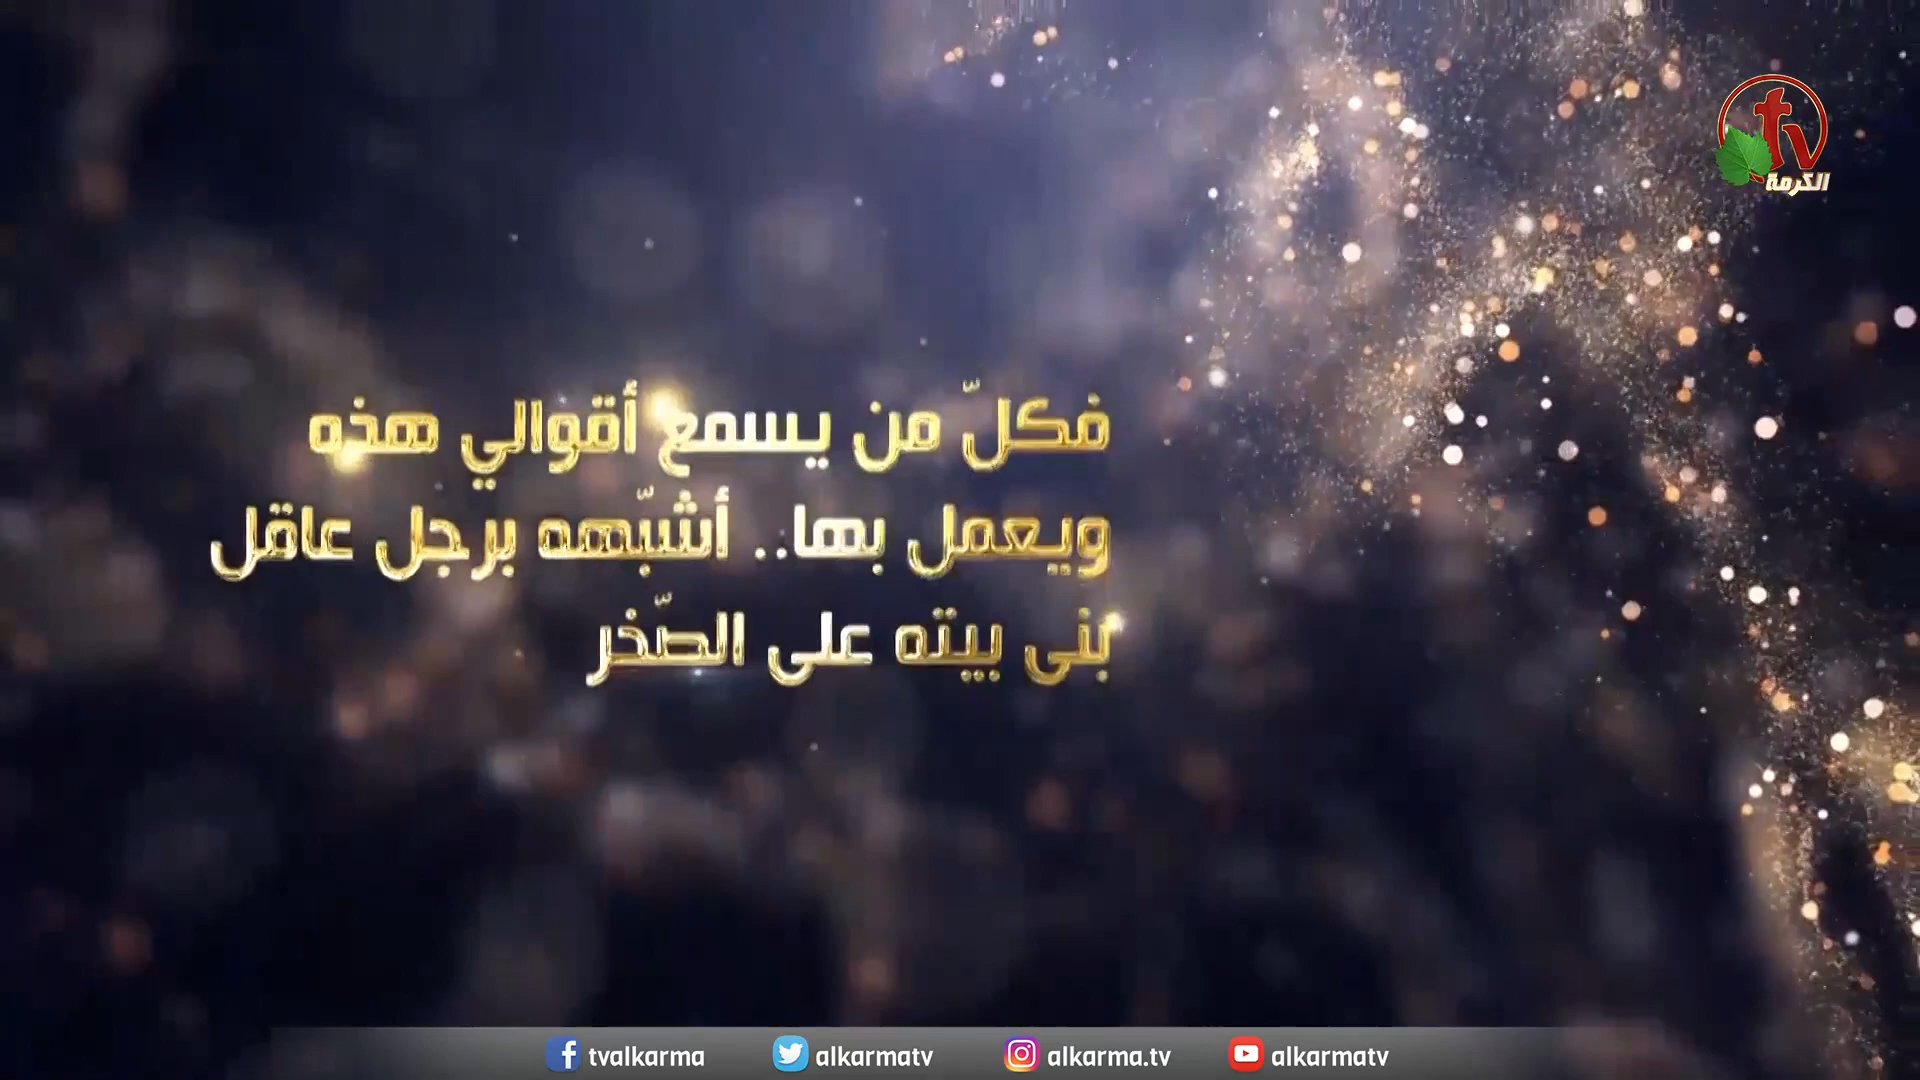 tv
الكرمة
فكلّ من يسمع أقوالي هذه
ويعمل بها.. أشبّهه برجل عاقل
بنى بيته على الصّخر
tvalkarma
alkarmatv
alkarma.tv
alkarmatv